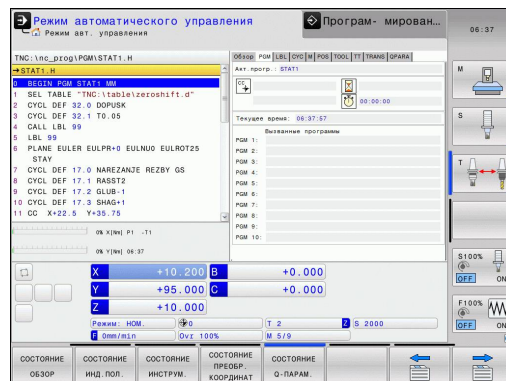 Режим автоматического управления
Режим авт. управления
Програм- мирован...
06:37
TNC:\nc_prog\PGM\STAT1.H
→STAT1.H
0 BEGIN PGM STAT1 MM
1 SEL TABLE "TNC:\table\zeroshift.d"
2 CYCL DEF 32.0 DOPUSK
3 CYCL DEF 32.1 T0.05
4 CALL LBL 99
5 LBL 99
6 PLANE EULER EULPR+0 EULNU0 EULROT25
STAY
7 CYCL DEF 17.0 NAREZANJE REZBY GS
8 CYCL DEF 17.1 RASST2
9 CYCL DEF 17.2 GLUB-1
10 CYCL DEF 17.3 SHAG+1
11 CC X+22.5 Y+35.75
0% X[Nm] P1 -T1
0% Y[Nm] 06:37
Обзор PGM LBL CYC M POS TOOL TT TRANS QPARA
Акт.прогр.: STAT1
CC
00:00:00
Текущее время: 06:37:57
Вызванные программы
PGM 1:
PGM 2:
PGM 3:
PGM 4:
PGM 5:
PGM 6:
PGM 7:
PGM 8:
PGM 9:
PGM 10:
X +10.200 B +0.000
Y +95.000 C +0.000
Z +10.000
Режим: НОМ. 0 T 2 Z S 2000
F 0mm/min Ovr 100% M 5/9
M
S
T
S100%
OFF ON
F100%
OFF ON
СОСТОЯНИЕ ОБЗОР
СОСТОЯНИЕ ИНД.ПОЛ.
СОСТОЯНИЕ ИНСТРУМ.
СОСТОЯНИЕ ПРЕОБР. КООРДИНАТ
СОСТОЯНИЕ Q-ПАРАМ.